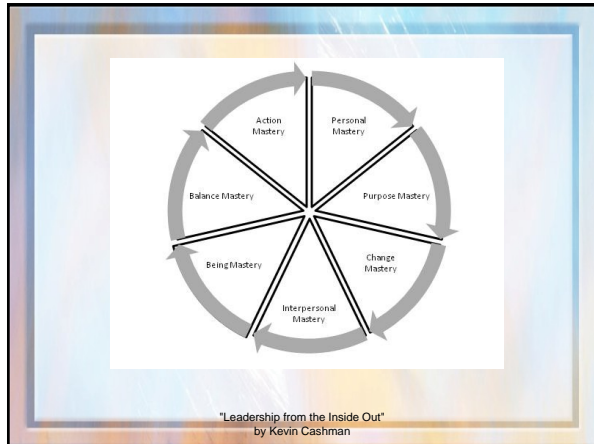 Action
Mastery
Personal
Mastery
Balance Mastery
Purpose Mastery
Being Mastery
Change
Mastery
Interpersonal
Mastery
"Leadership from the Inside Out"
by Kevin Cashman